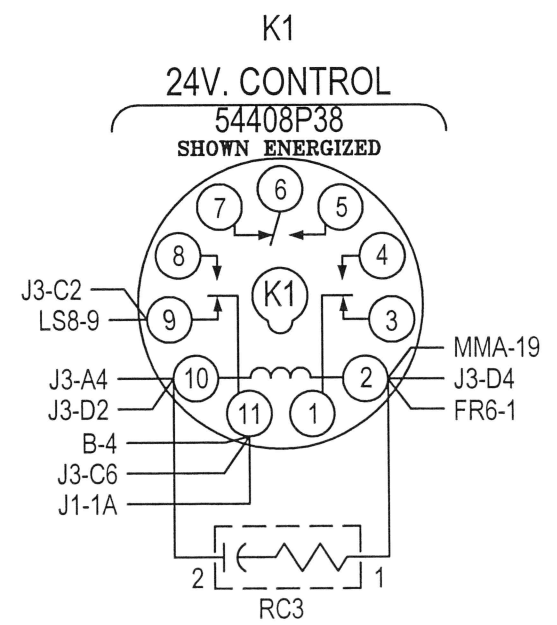 K1
24V. CONTROL
54408P38
SHOWN ENERGIZED
6
7
5
8
4
K1
J3-C2
LS8-9
9
3
MMA-19
J3-A4
10
2
J3-D4
J3-D2
11
1
FR6-1
B-4
J3-C6
J1-1A
2
1
RC3